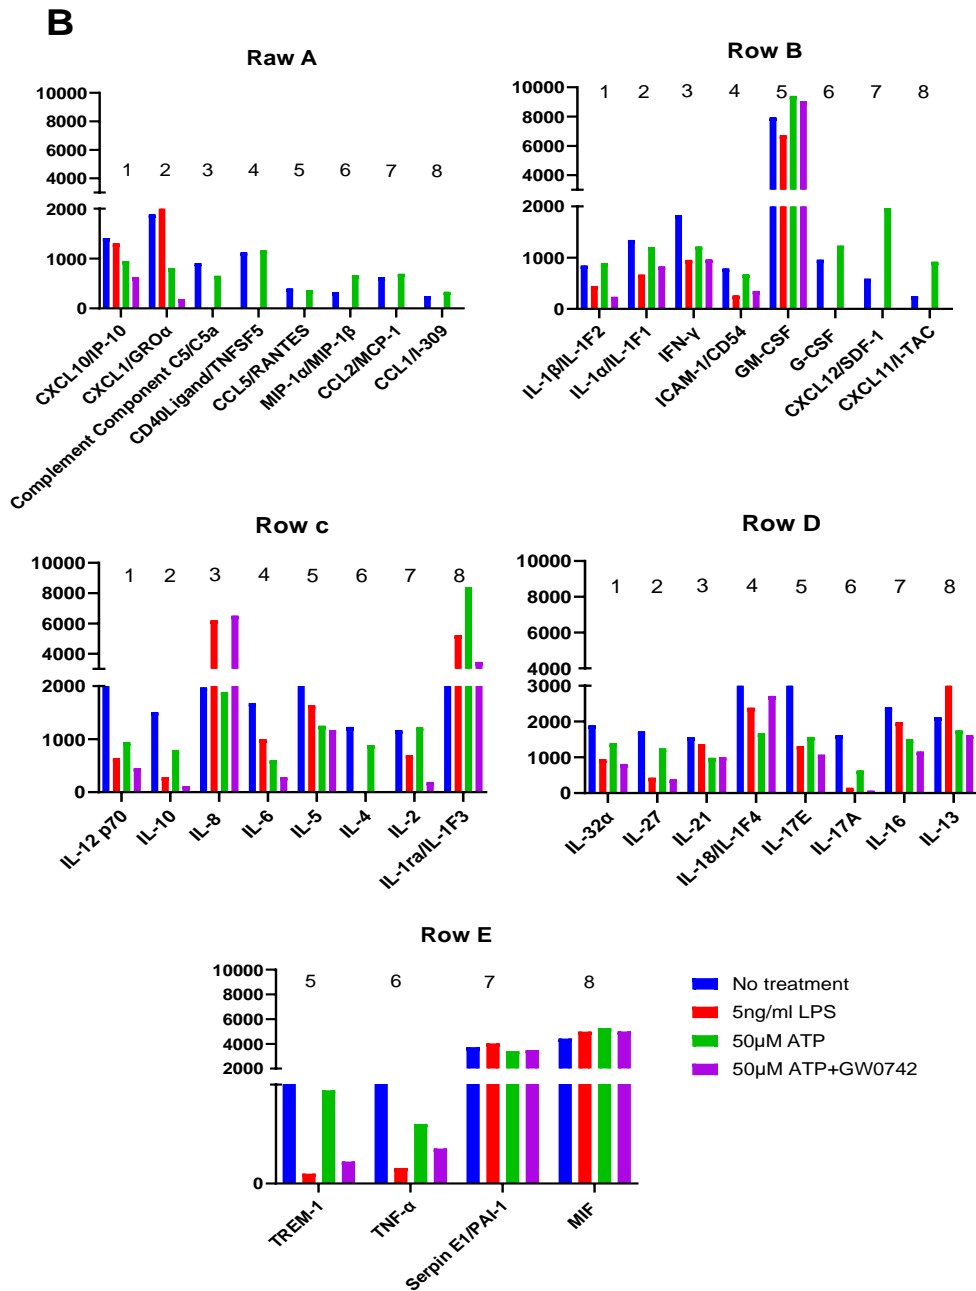 B
Raw A
10000
8000
6000
4000
2000
1000
0
1 2 3 4 5 6 7 8
CXCL10/IP-10
CXCL1/GROα
Complement Component C5/C5a
CD40Ligand/TNFSF5
CCL5/RANTES
MIP-1α/MIP-1β
CCL2/MCP-1
CCL1/I-309
Row B
10000
8000
6000
4000
2000
1000
0
1 2 3 4 5 6 7 8
IL-1β/IL-1F2
IL-1α/IL-1F1
IFN-γ
ICAM-1/CD54
GM-CSF
G-CSF
CXCL12/SDF-1
CXCL11/I-TAC
Row c
10000
8000
6000
4000
2000
1000
0
1 2 3 4 5 6 7 8
IL-12 p70
IL-10
IL-8
IL-6
IL-5
IL-4
IL-2
IL-1ra/IL-1F3
Row D
10000
8000
6000
4000
3000
2000
1000
0
1 2 3 4 5 6 7 8
IL-32α
IL-27
IL-21
IL-18/IL-1F4
IL-17E
IL-17A
IL-16
IL-13
Row E
10000
8000
6000
4000
2000
0
5 6 7 8
TREM-1
TNF-α
Serpin E1/PAI-1
MIF
No treatment
5ng/ml LPS
50µM ATP
50µM ATP+GW0742